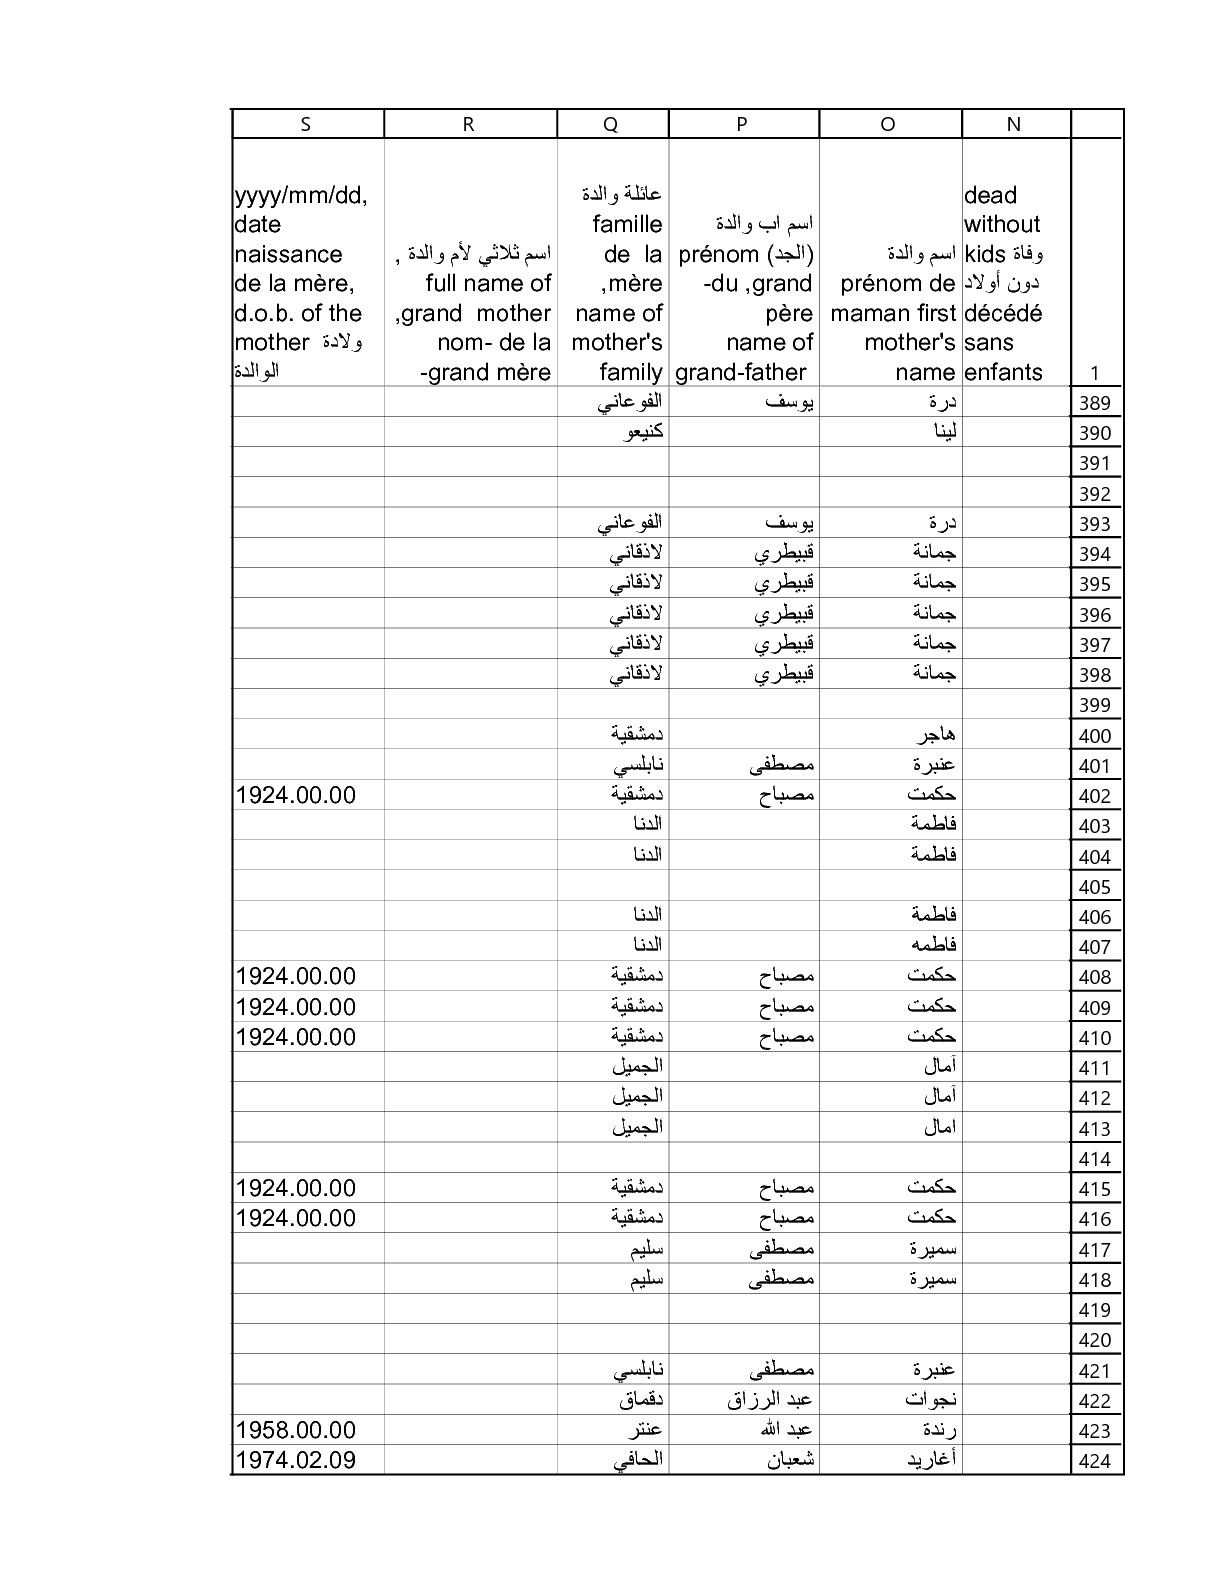 S R Q P O N
yyyy/mm/dd, date naissance de la mère, d.o.b. of the mother ولادة الوالدة
اسم ثلاثي لأم والدة , full name of grand mother, nom- de la grand mère-
عائلة والدة famille de la mère, name of mother's family
اسم اب والدة (الجد) prénom du ,grand- père name of grand-father
اسم والدة prénom de maman first mother's name
dead without kids وفاة دون أولاد décédé sans enfants
1
الفوعاني يوسف درة 389
كنيعو لينا 390
391
392
الفوعاني يوسف درة 393
لاذقاني قبيطري جمانة 394
لاذقاني قبيطري جمانة 395
لاذقاني قبيطري جمانة 396
لاذقاني قبيطري جمانة 397
لاذقاني قبيطري جمانة 398
399
دمشقية هاجر 400
نابلسي مصطفى عنبرة 401
1924.00.00 دمشقية مصباح حكمت 402
الدنا فاطمة 403
الدنا فاطمة 404
405
الدنا فاطمة 406
الدنا فاطمه 407
1924.00.00 دمشقية مصباح حكمت 408
1924.00.00 دمشقية مصباح حكمت 409
1924.00.00 دمشقية مصباح حكمت 410
الجميل آمال 411
الجميل آمال 412
الجميل امال 413
414
1924.00.00 دمشقية مصباح حكمت 415
1924.00.00 دمشقية مصباح حكمت 416
سليم مصطفى سميرة 417
سليم مصطفى سميرة 418
419
420
نابلسي مصطفى عنبرة 421
دقماق عبد الرزاق نجوات 422
1958.00.00 عنتر عبد الله رندة 423
1974.02.09 الحافي شعبان أغاريد 424